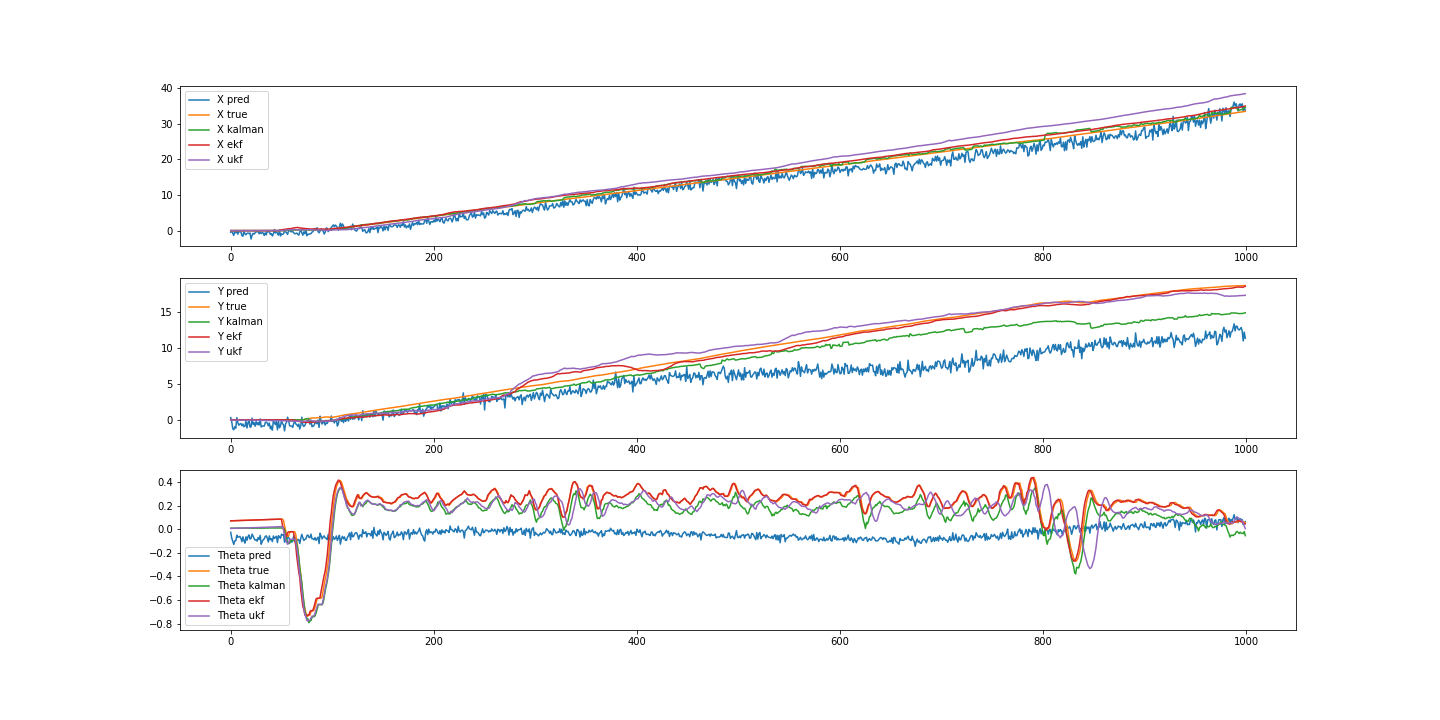 40
30
20
10
0
X pred
X true
X kalman
X ekf
X ukf
0 200 400 600 800 1000
15
10
5
0
Y pred
Y true
Y kalman
Y ekf
Y ukf
0 200 400 600 800 1000
0.4
0.2
0.0
−0.2
−0.4
−0.6
−0.8
Theta pred
Theta true
Theta kalman
Theta ekf
Theta ukf
0 200 400 600 800 1000